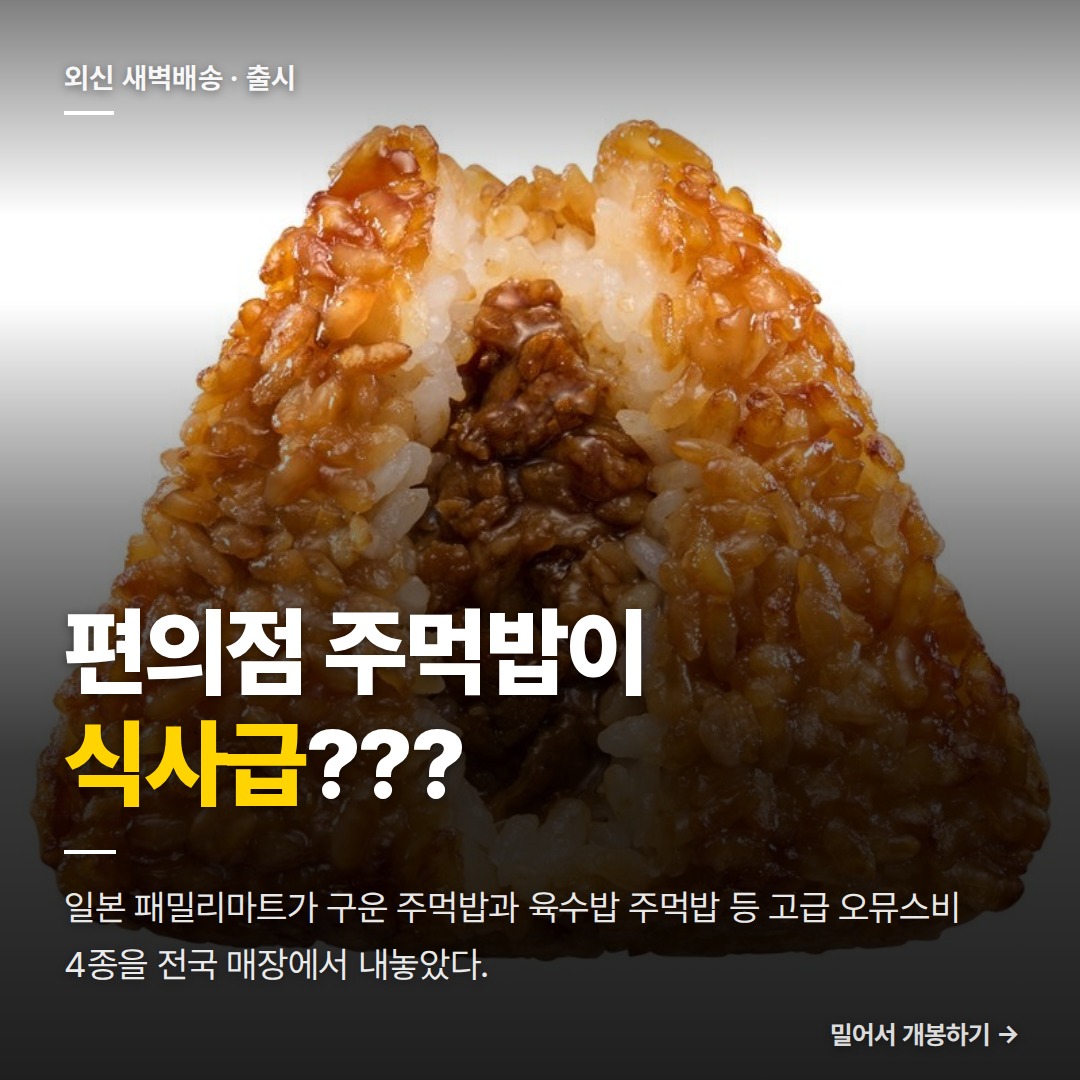 외신 새벽배송 · 출시
편의점 주먹밥이
식사급???
일본 패밀리마트가 구운 주먹밥과 육수밥 주먹밥 등 고급 오뮤스비
4종을 전국 매장에서 내놓았다.
밀어서 개봉하기 →